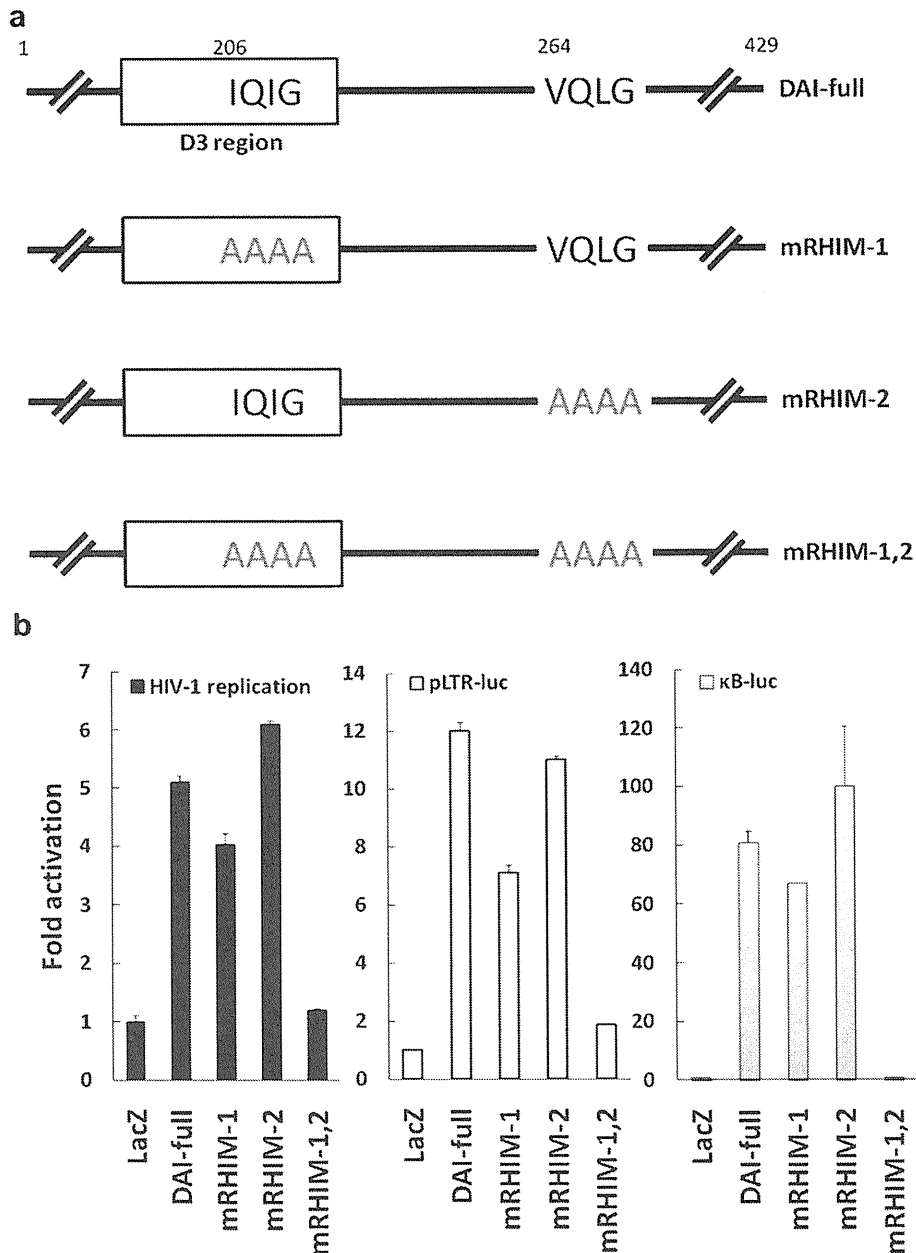 a
1 206 264 429
IQIG VQLG DAI-full
D3 region
AAAA VQLG mRHIM-1
IQIG AAAA mRHIM-2
AAAA AAAA mRHIM-1,2
b
Fold activation
7
6
5
4
3
2
1
0
HIV-1 replication
LacZ
DAI-full
mRHIM-1
mRHIM-2
mRHIM-1,2
14
12
10
8
6
4
2
0
pLTR-luc
LacZ
DAI-full
mRHIM-1
mRHIM-2
mRHIM-1,2
140
120
100
80
60
40
20
0
κB-luc
LacZ
DAI-full
mRHIM-1
mRHIM-2
mRHIM-1,2